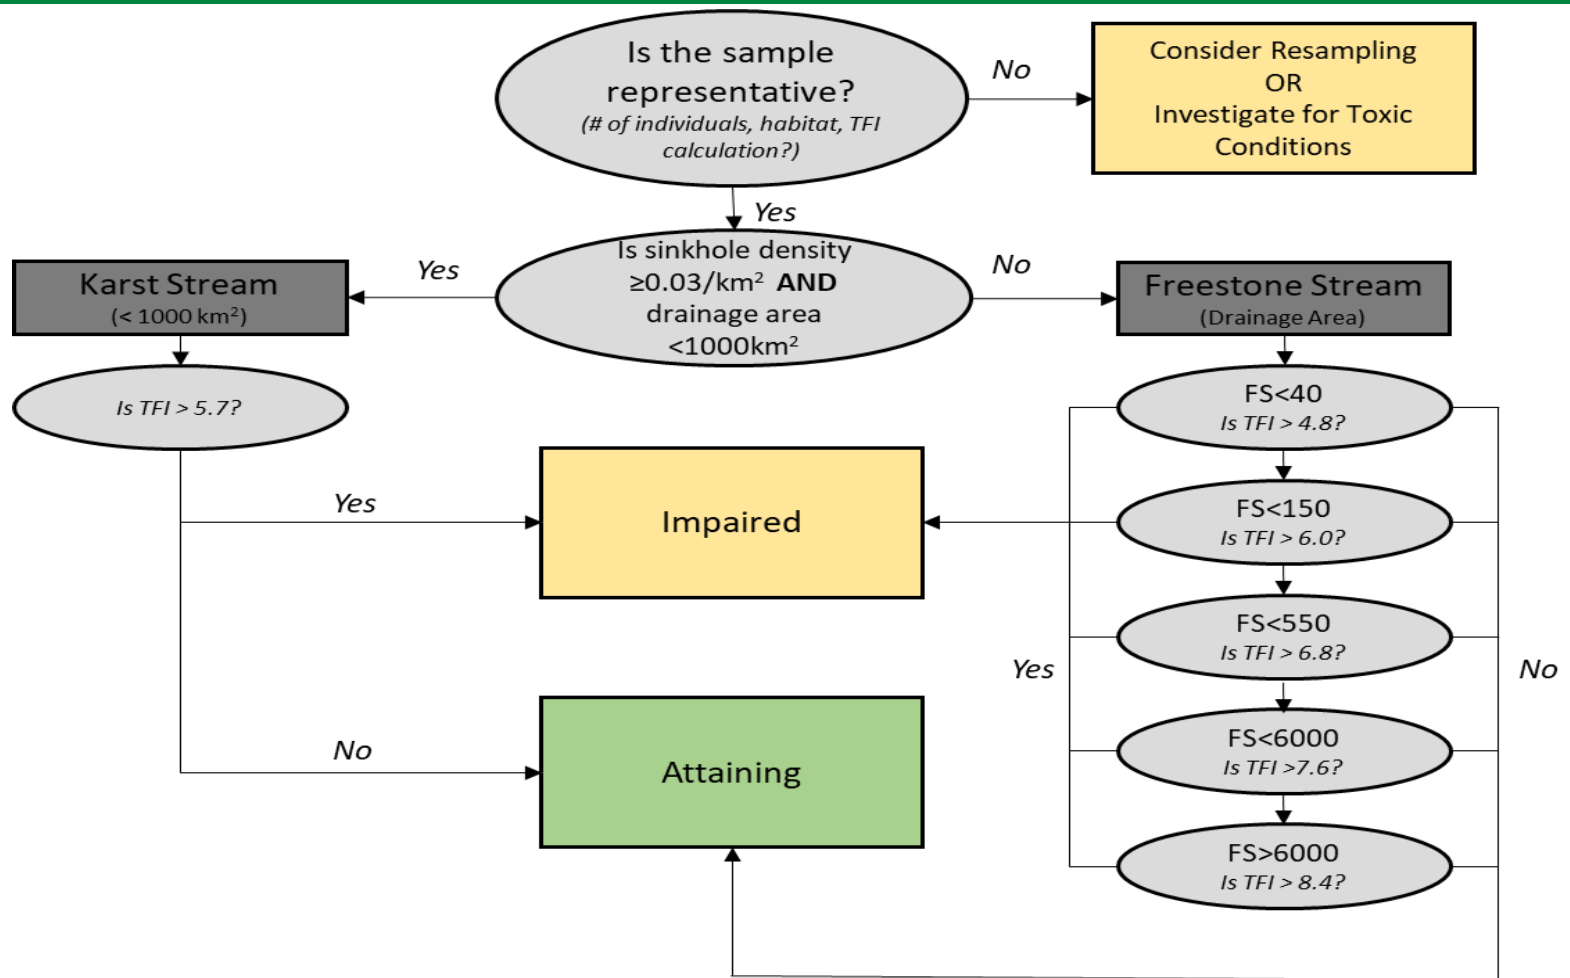 Is the sample
representative?
(# of individuals, habitat, TFI
calculation?)
No
Consider Resampling
OR
Investigate for Toxic
Conditions
Yes
Is sinkhole density
≥0.03/km² AND
drainage area
<1000km²
Yes
No
Karst Stream
(< 1000 km²)
Freestone Stream
(Drainage Area)
Is TFI > 5.7?
FS<40
Is TFI > 4.8?
Yes
Impaired
FS<150
Is TFI > 6.0?
FS<550
Is TFI > 6.8?
Yes
No
No
Attaining
FS<6000
Is TFI >7.6?
FS>6000
Is TFI > 8.4?